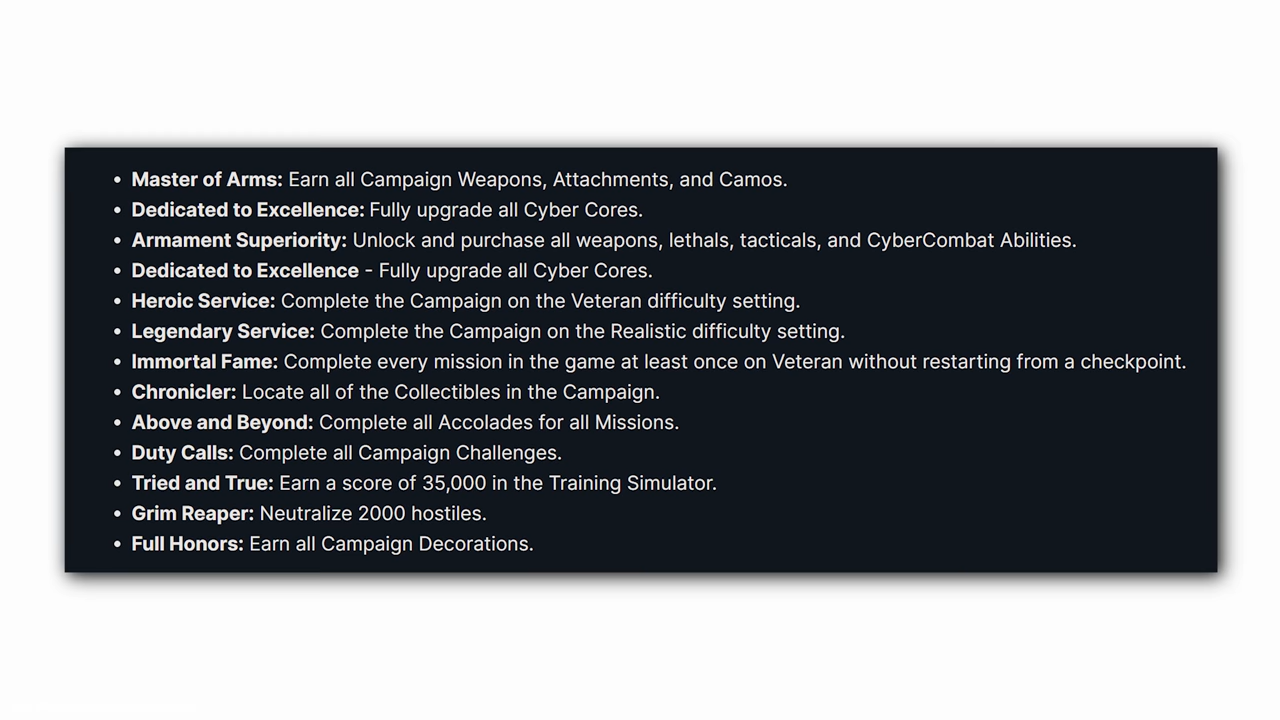 • Master of Arms: Earn all Campaign Weapons, Attachments, and Camos.
• Dedicated to Excellence: Fully upgrade all Cyber Cores.
• Armament Superiority: Unlock and purchase all weapons, lethals, tacticals, and CyberCombat Abilities.
• Dedicated to Excellence - Fully upgrade all Cyber Cores.
• Heroic Service: Complete the Campaign on the Veteran difficulty setting.
• Legendary Service: Complete the Campaign on the Realistic difficulty setting.
• Immortal Fame: Complete every mission in the game at least once on Veteran without restarting from a checkpoint.
• Chronicler: Locate all of the Collectibles in the Campaign.
• Above and Beyond: Complete all Accolades for all Missions.
• Duty Calls: Complete all Campaign Challenges.
• Tried and True: Earn a score of 35,000 in the Training Simulator.
• Grim Reaper: Neutralize 2000 hostiles.
• Full Honors: Earn all Campaign Decorations.